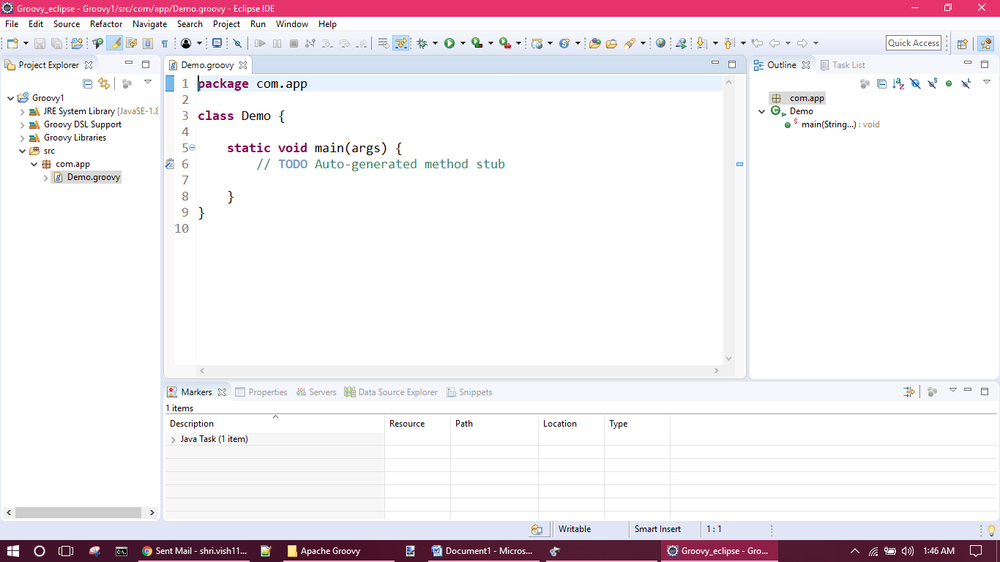 Groovy_eclipse - Groovy1/src/com/app/Demo.groovy - Eclipse IDE
File Edit Source Refactor Navigate Search Project Run Window Help
Quick Access
Project Explorer
Groovy1
JRE System Library [JavaSE-1.8
Groovy DSL Support
Groovy Libraries
src
com.app
Demo.groovy
Demo.groovy
1 package com.app
2
3 class Demo {
4
5 static void main(args) {
6 // TODO Auto-generated method stub
7
8 }
9 }
10
Outline Task List
com.app
Demo
main(String...) : void
Markers Properties Servers Data Source Explorer Snippets
1 items
Description Resource Path Location Type
Java Task (1 item)
Writable Smart Insert 1 : 1
Sent Mail - shri.vish11... Apache Groovy Document1 - Micros... Groovy_eclipse - Gro... 1:46 AM